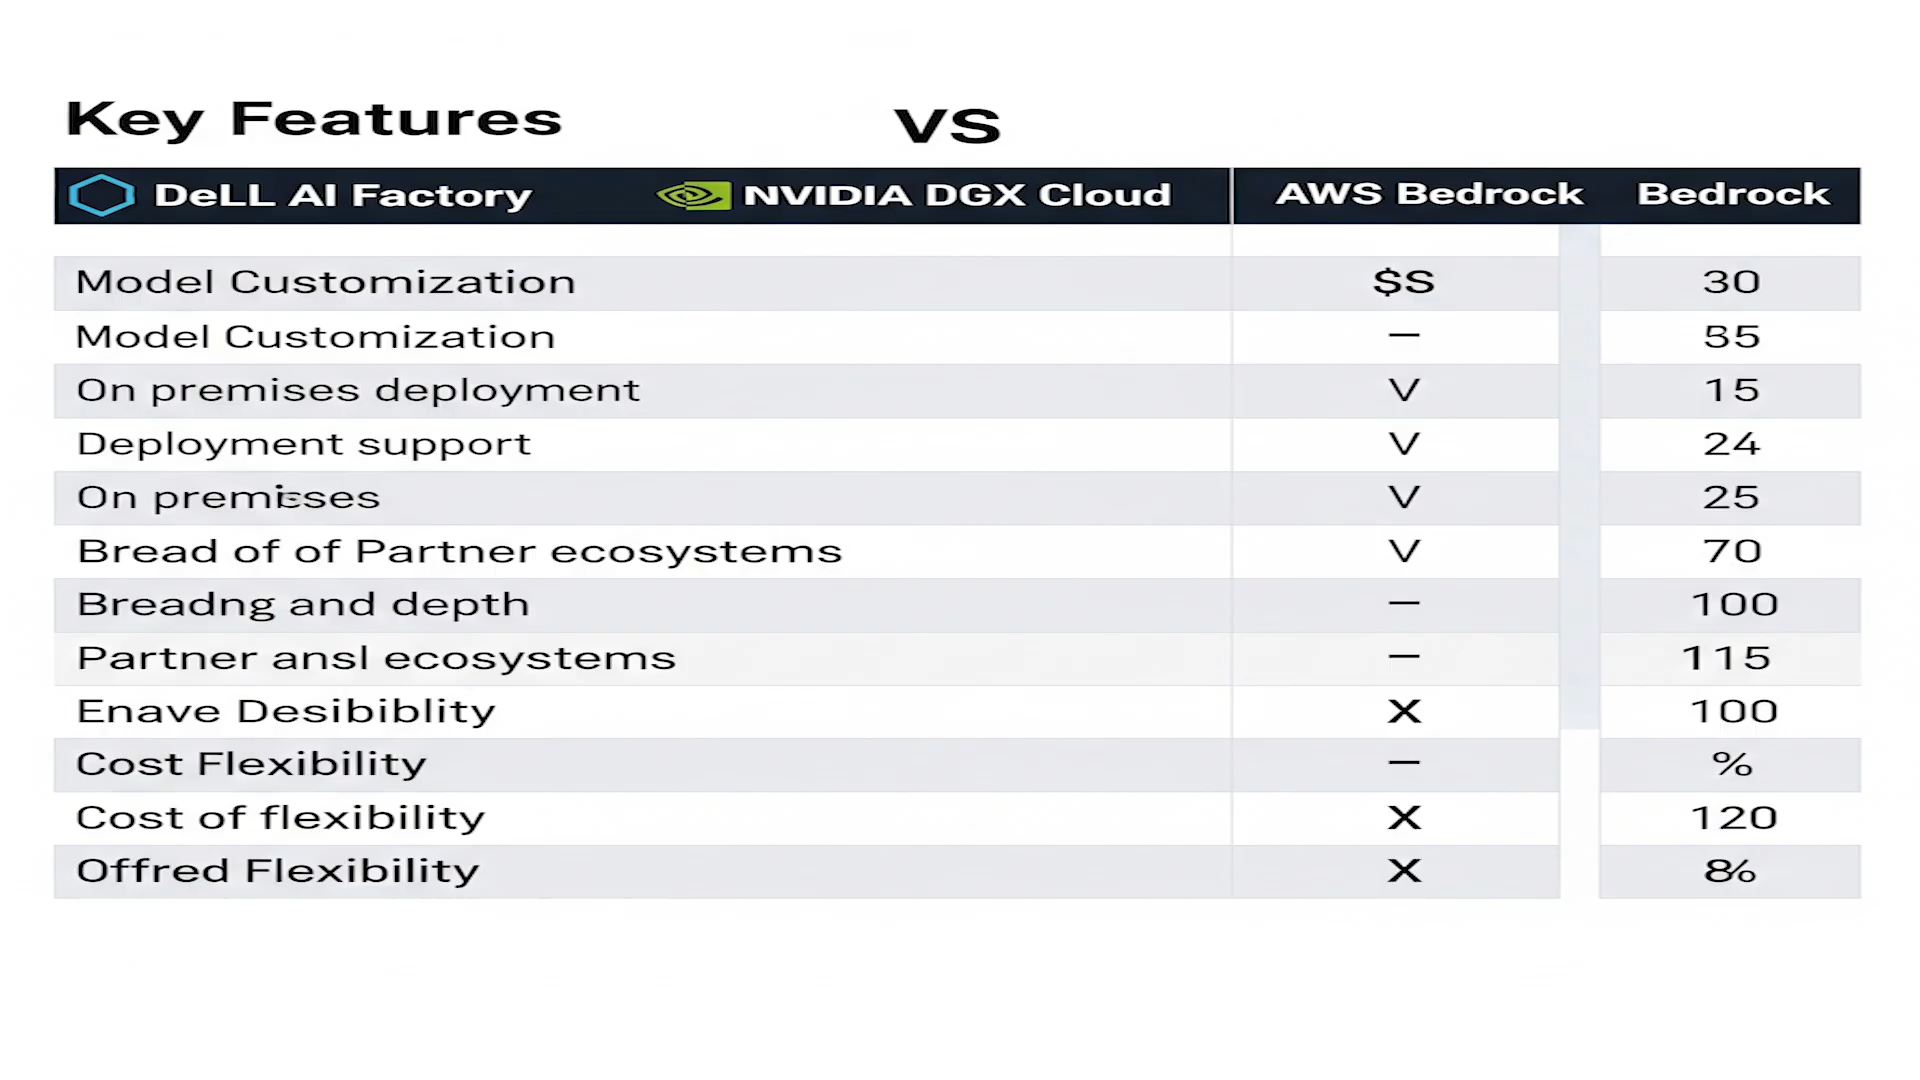 Key Features VS
DeLL AI Factory NVIDIA DGX Cloud AWS Bedrock Bedrock
Model Customization $S 30
Model Customization – 35
On premises deployment V 15
Deployment support V 24
On premises V 25
Bread of of Partner ecosystems V 70
Breadng and depth – 100
Partner ansl ecosystems – 115
Enave Desibiblity X 100
Cost Flexibility – %
Cost of flexibility X 120
Offred Flexibility X 8%